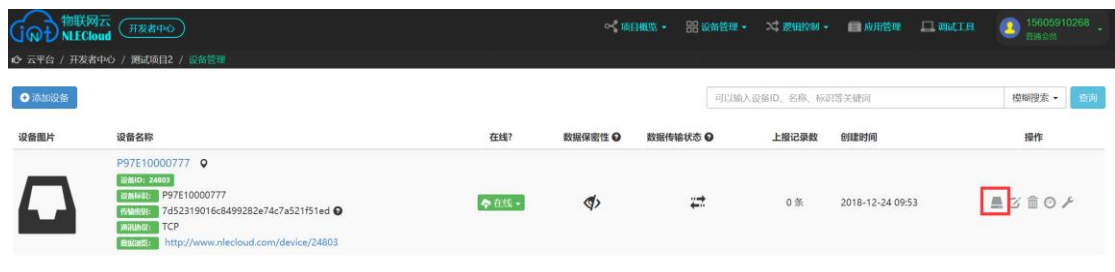 物联网云 开发者中心 项目概览 设备管理 逻辑控制 应用管理 调试工具 15605910268
NLECloud 普通会员
云平台 / 开发者中心 / 测试项目2 / 设备管理
添加设备 可以输入设备ID、名称、标识等关键词 模糊搜索 查询
设备图片 设备名称 在线? 数据保密性 数据传输状态 上报记录数 创建时间 操作
P97E10000777
设备ID: 24803
设备标识: P97E10000777
传输密钥: 7d52319016c8499282e74c7a521f51ed
在线 0 条 2018-12-24 09:53
通讯协议: TCP
数据浏览: http://www.nlecloud.com/device/24803